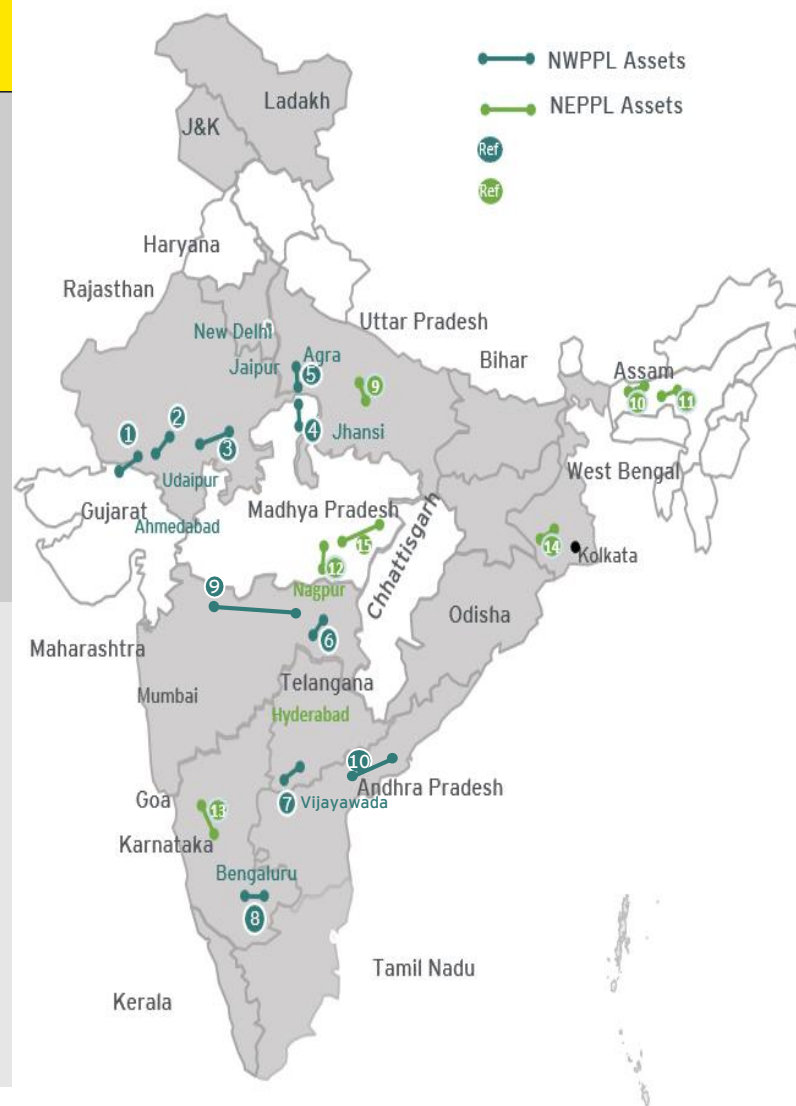 NWPPL Assets
NEPPL Assets
Ref
Ref
Ladakh
J&K
Haryana
Rajasthan
New Delhi
Uttar Pradesh
Agra
Jaipur
Bihar
Assam
5
9
10
11
1
2
3
4
Jhansi
Udaipur
West Bengal
Gujarat
Madhya Pradesh
Ahmedabad
Chhattisgarh
15
14
Kolkata
12
9
Nagpur
Odisha
6
Maharashtra
Telangana
Mumbai
Hyderabad
10
Andhra Pradesh
7
Vijayawada
Goa
13
Karnataka
Bengaluru
8
Tamil Nadu
Kerala